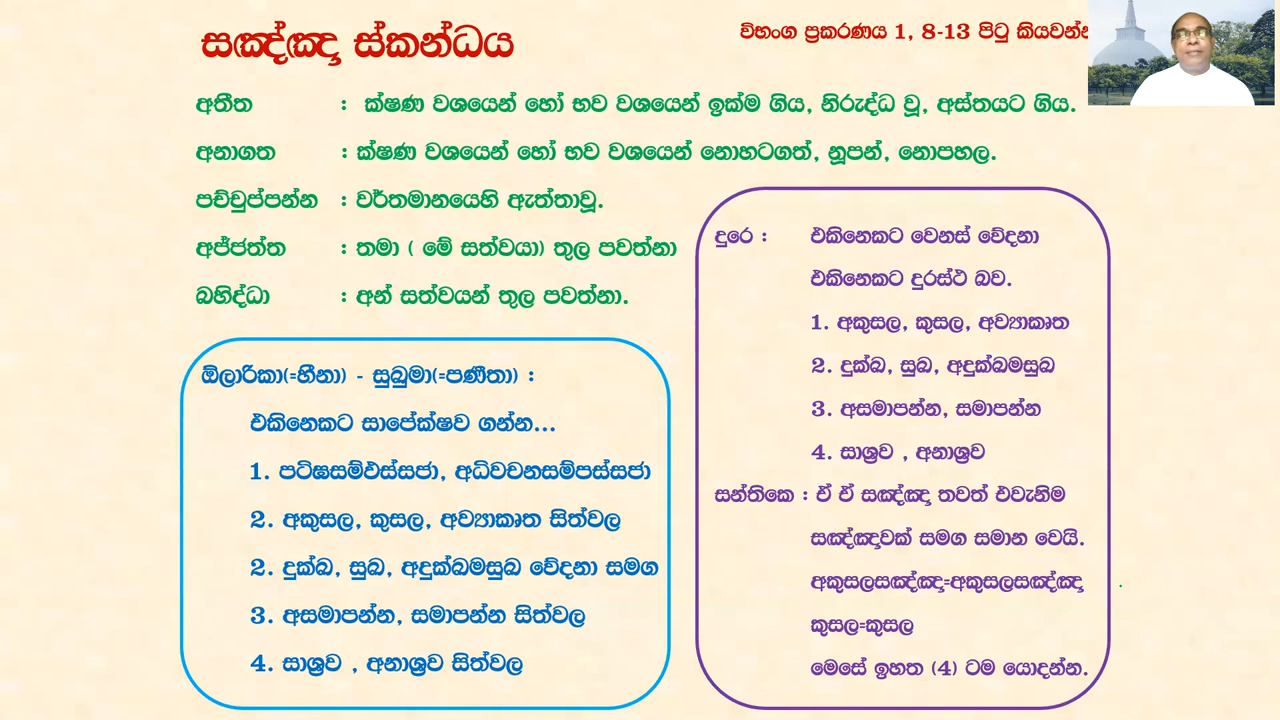 සඤ්ඤා ස්කන්ධය
විභංග ප්‍රකරණය 1, 8-13 පිටු කියවන්න
අතීත : ක්ෂණ වශයෙන් හෝ භව වශයෙන් ඉක්ම ගිය, නිරුද්ධ වූ, අස්තයට ගිය.
අනාගත : ක්ෂණ වශයෙන් හෝ භව වශයෙන් නොහටගත්, නූපන්, නොපහල.
පච්චුප්පන්න : වර්තමානයෙහි ඇත්තාවූ.
අජ්ජත්ත : තමා ( මේ සත්වයා) තුල පවත්නා
බහිද්ධා : අන් සත්වයන් තුල පවත්නා.
ඕලාරිකා(=හීනා) - සුඛුමා(=පණීතා) :
එකිනෙකට සාපේක්ෂව ගන්න...
1. පටිඝසම්ඵස්සජා, අධිවචනසම්පස්සජා
2. අකුසල, කුසල, අව්‍යාකෘත සිත්වල
2. දුක්ඛ, සුඛ, අදුක්ඛමසුඛ වේදනා සමග
3. අසමාපන්න, සමාපන්න සිත්වල
4. සාශ්‍රව , අනාශ්‍රව සිත්වල
දුරෙ : එකිනෙකට වෙනස් වේදනා
එකිනෙකට දුරස්ථ බව.
1. අකුසල, කුසල, අව්‍යාකෘත
2. දුක්ඛ, සුඛ, අදුක්ඛමසුඛ
3. අසමාපන්න, සමාපන්න
4. සාශ්‍රව , අනාශ්‍රව
සන්තිකෙ : ඒ ඒ සඤ්ඤා තවත් එවැනිම
සඤ්ඤාවක් සමග සමාන වෙයි.
අකුසලසඤ්ඤා=අකුසලසඤ්ඤා
කුසල=කුසල
මෙසේ ඉහත (4) ටම යොදන්න.